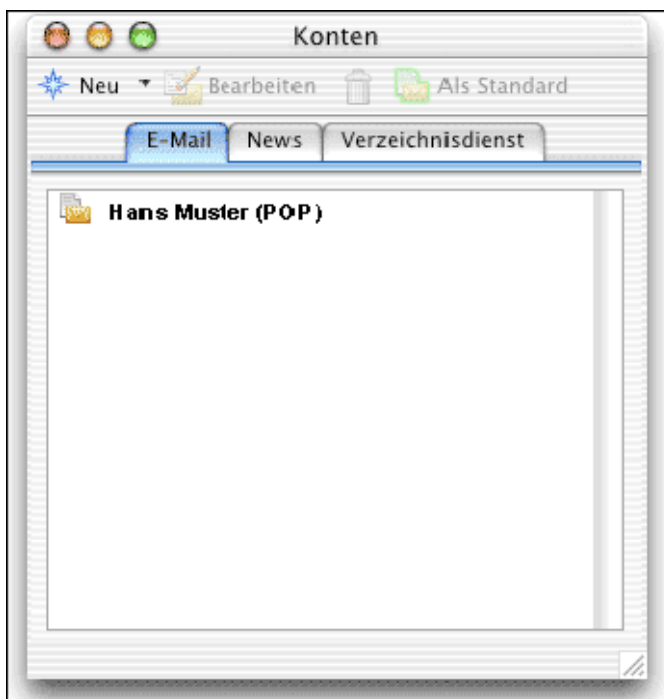 Konten
Neu Bearbeiten Als Standard
E-Mail News Verzeichnisdienst
Hans Muster (POP)